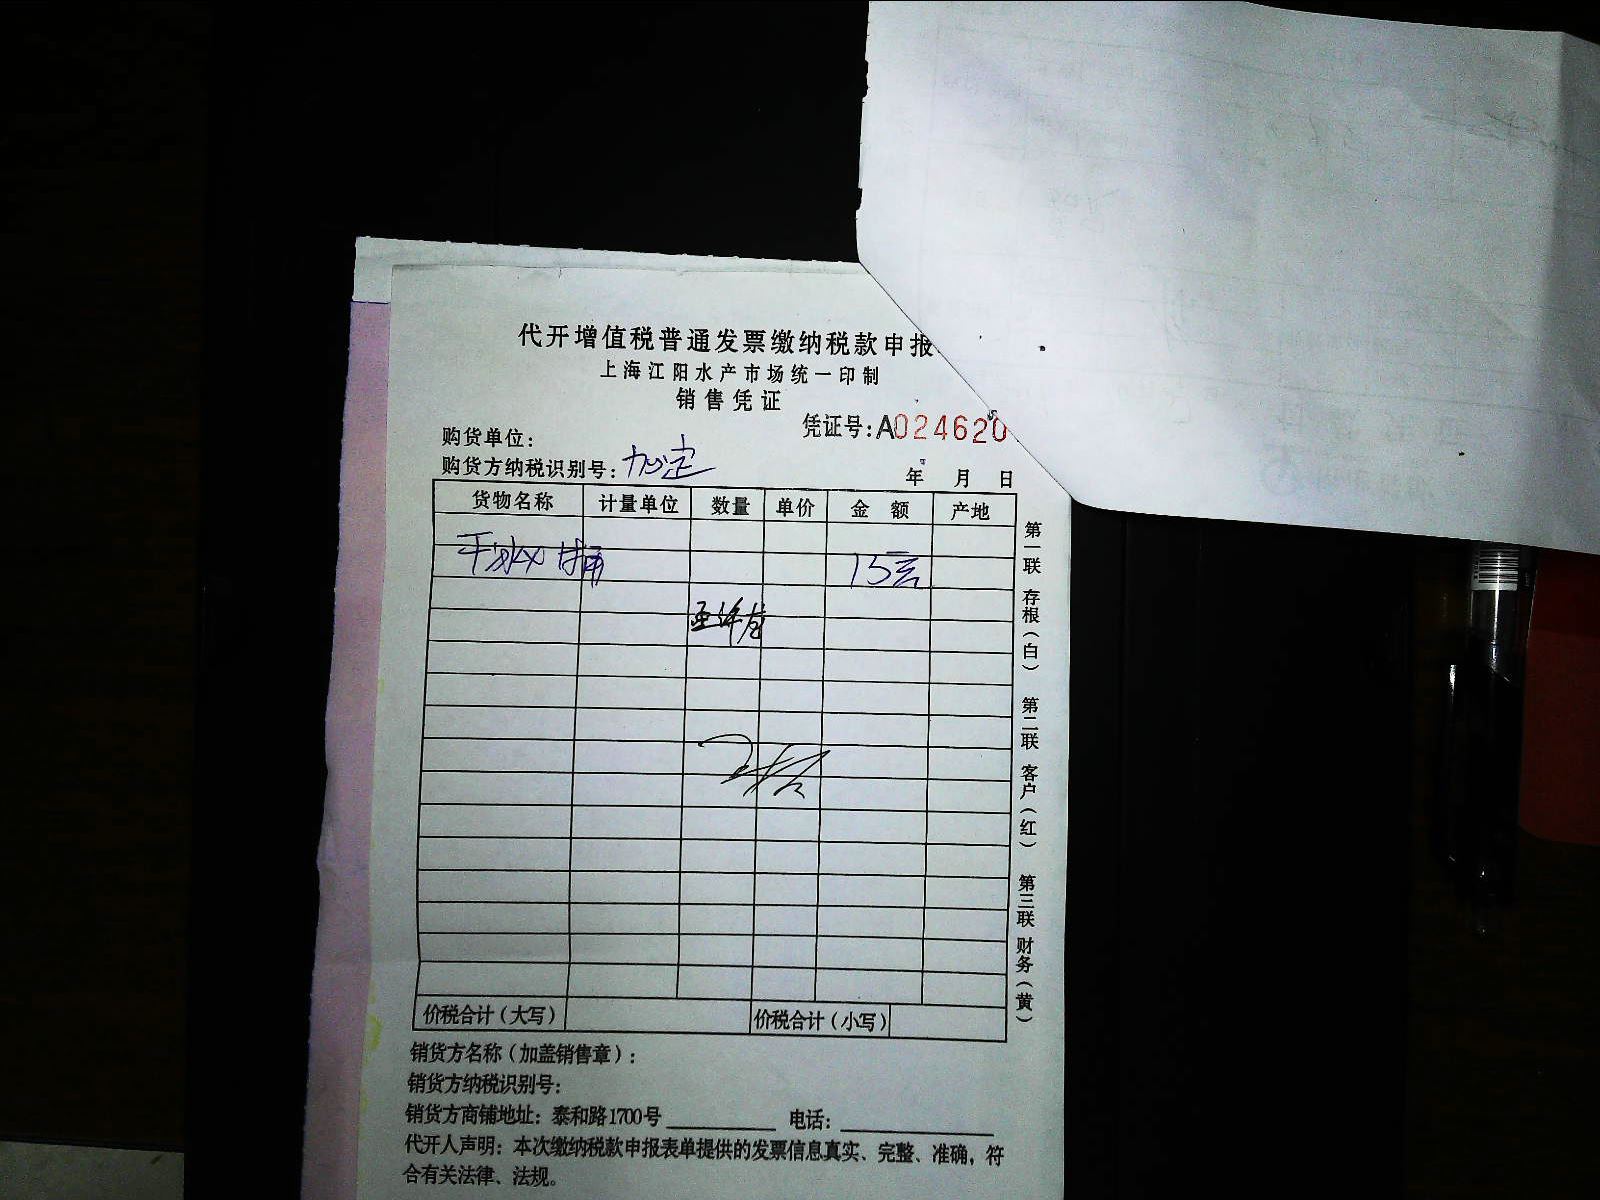 代开增值税普通发票缴纳税款申报
上海江阳水产市场统一印制
销售凭证
凭证号:A024620
购货单位:
购货方纳税识别号:
年 月 日
货物名称 计量单位 数量 单价 金额 产地
15元
价税合计(大写) 价税合计(小写)
第一联 存根(白) 第二联 客户(红) 第三联 财务(黄)
销货方名称(加盖销售章):
销货方纳税识别号:
销货方商铺地址: 泰和路1700号 电话:
代开人声明: 本次缴纳税款申报表单提供的发票信息真实、完整、准确, 符
合有关法律、法规。